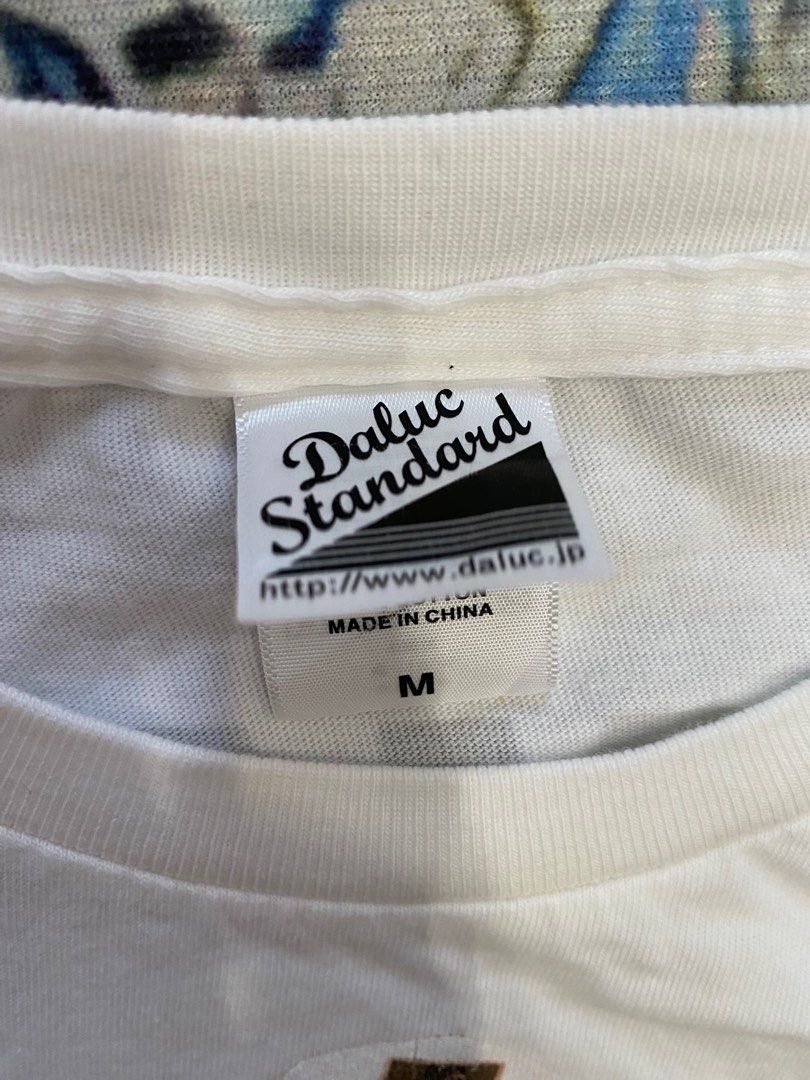 Daluc
Standard
http://www.daluc.jp
MADE IN CHINA
M